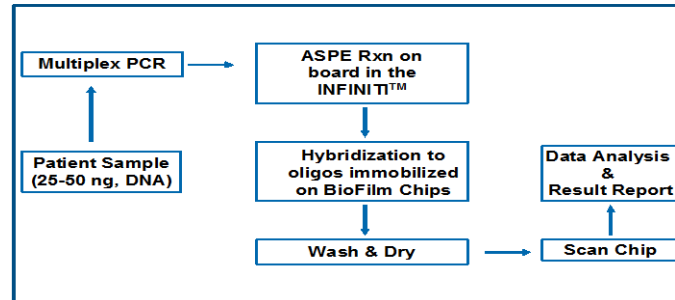 Patient Sample
(25-50 ng, DNA)
Multiplex PCR
ASPE Rxn on
board in the
INFINITI™
Hybridization to
oligos immobilized
on BioFilm Chips
Wash & Dry
Scan Chip
Data Analysis
&
Result Report